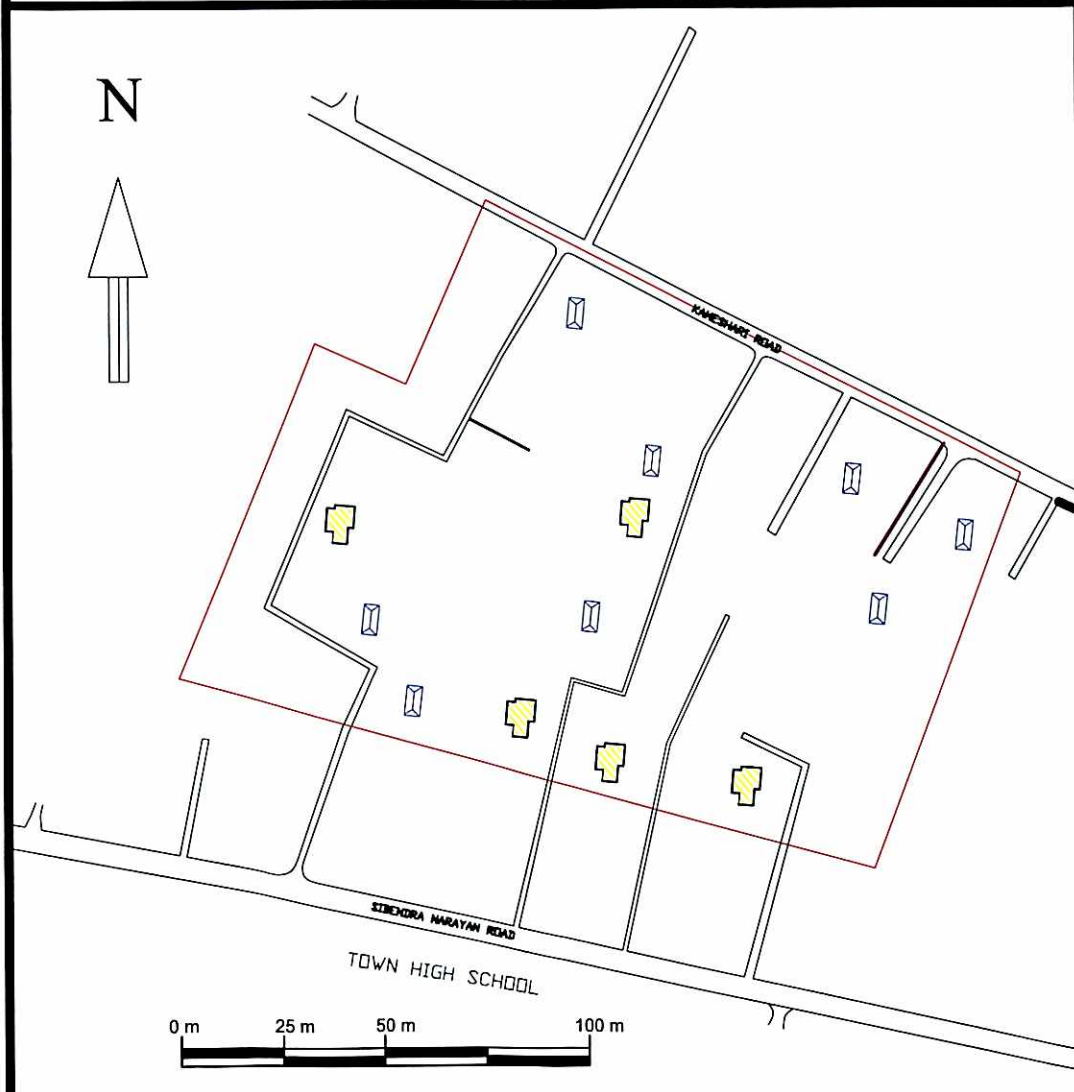 N
KAMESHARI ROAD
SIBENDRA NARAYAN ROAD
TOWN HIGH SCHOOL
0 m 25 m 50 m 100 m